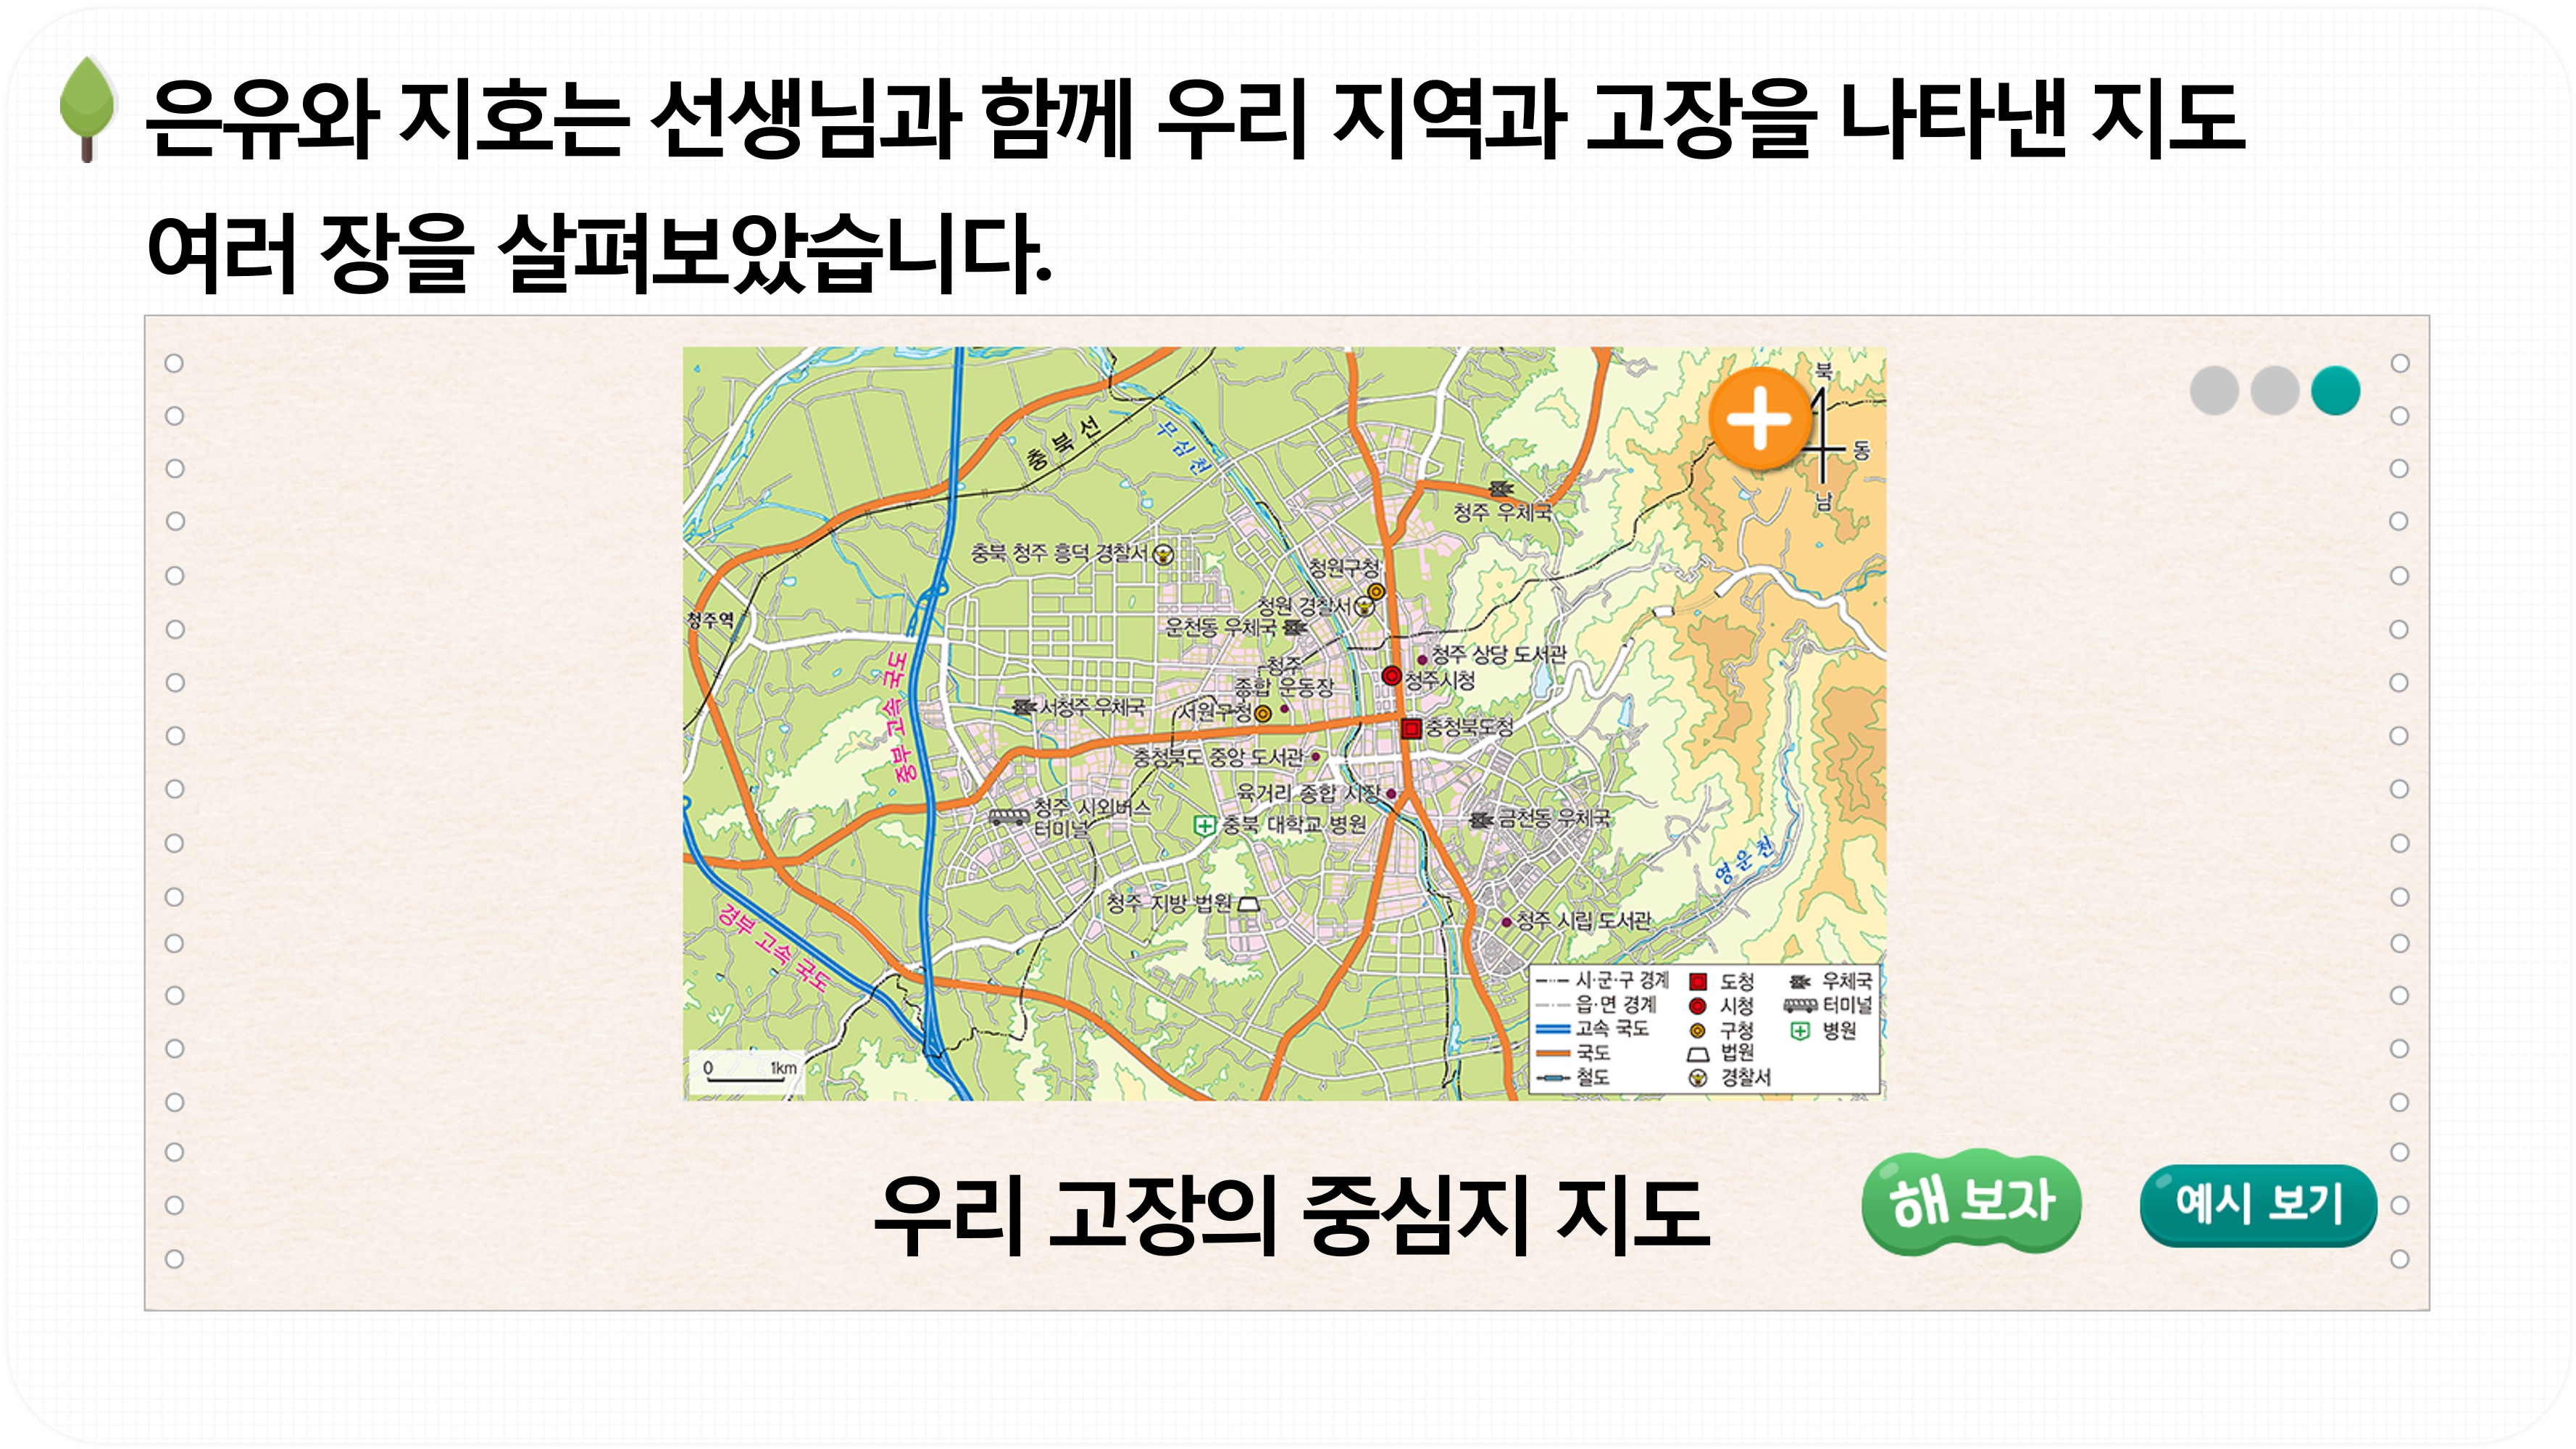 은유와 지호는 선생님과 함께 우리 지역과 고장을 나타낸 지도
여러 장을 살펴보았습니다.
북
동
남
충북선
무심천
청주 우체국
충북 청주 흥덕 경찰서
청원구청
청원 경찰서
운천동 우체국
청주역
청주 상당 도서관
청주
종합 운동장
청주시청
중부 고속 국도
서청주 우체국
서원구청
충청북도청
충청북도 중앙 도서관
육거리 종합 시장
청주 시외버스
터미널
충북 대학교 병원
금천동 우체국
영운천
청주 지방 법원
청주 시립 도서관
경부 고속 국도
시·군·구 경계 도청 우체국
읍·면 경계 시청 터미널
고속 국도 구청 병원
국도 법원
철도 경찰서
0 1km
우리 고장의 중심지 지도
해 보자
예시 보기